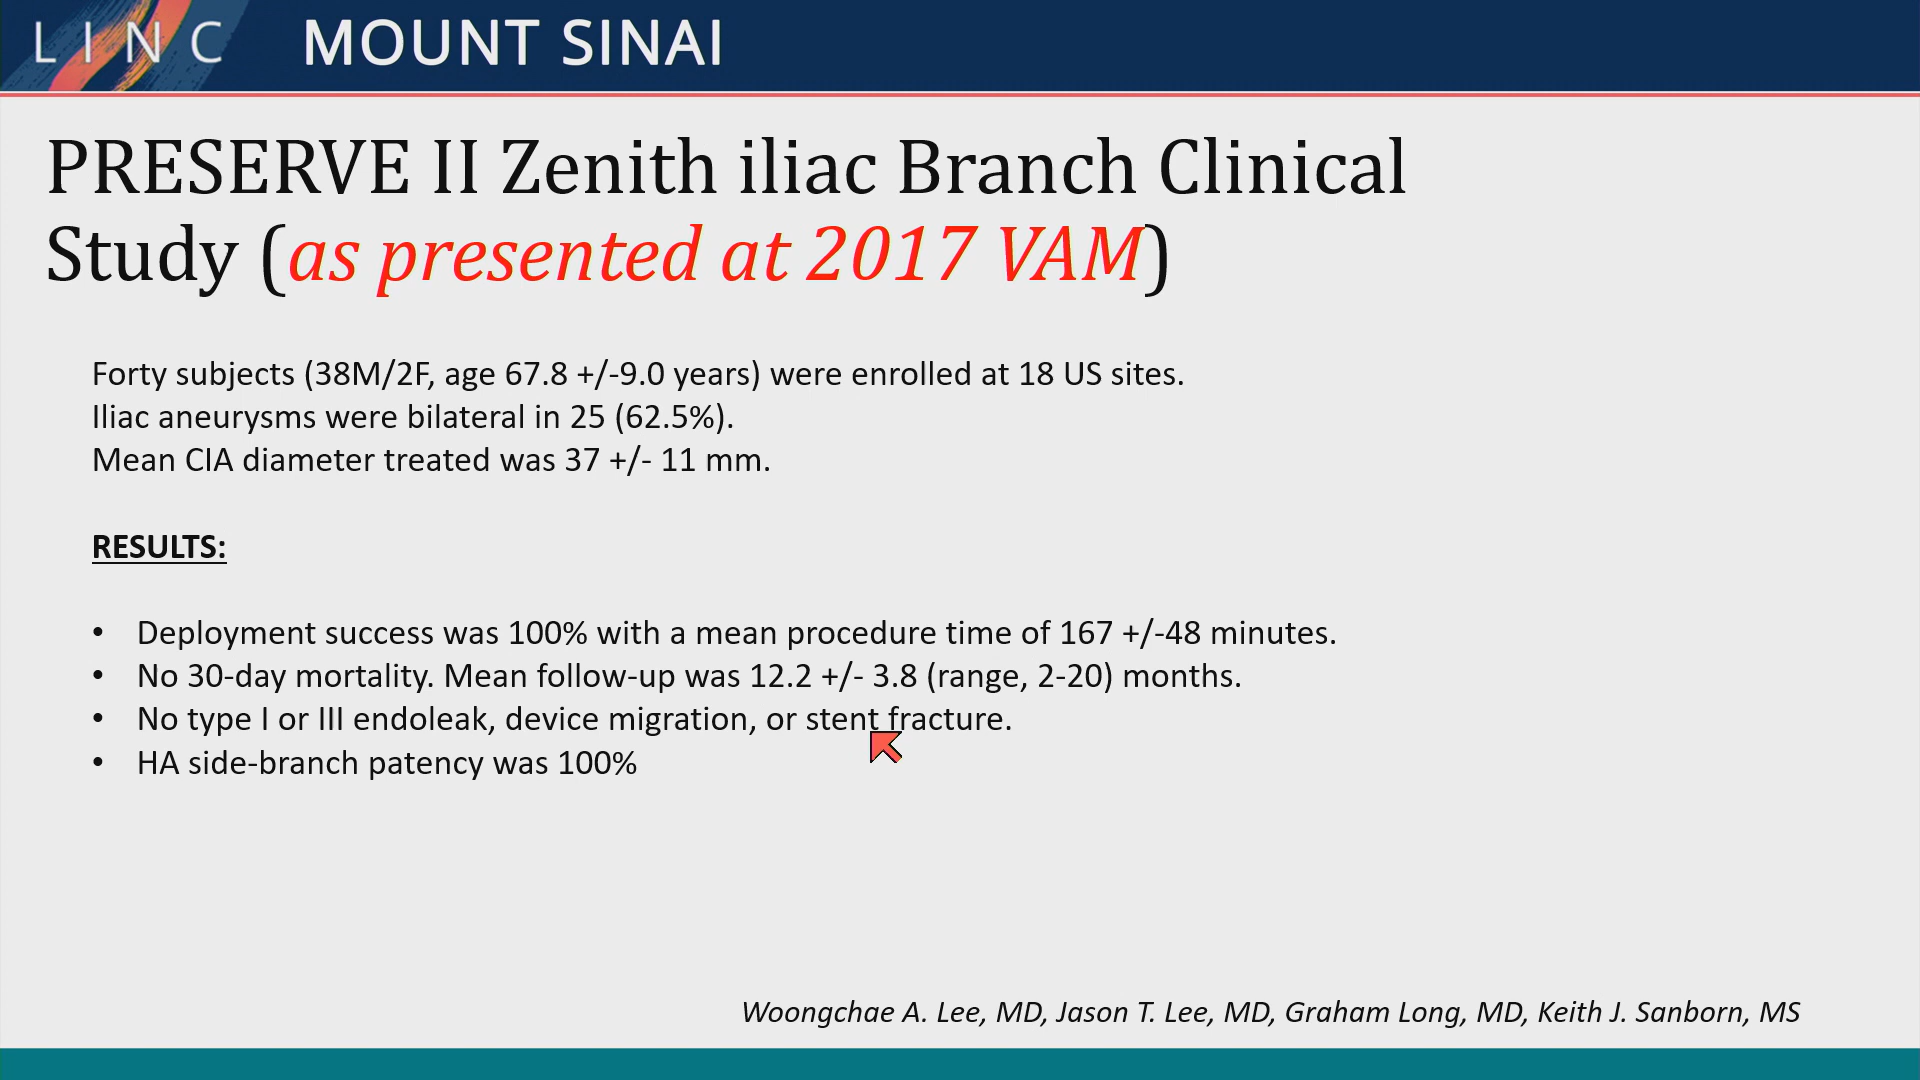 LINC MOUNT SINAI
PRESERVE II Zenith iliac Branch Clinical
Study (as presented at 2017 VAM)
Forty subjects (38M/2F, age 67.8 +/-9.0 years) were enrolled at 18 US sites.
Iliac aneurysms were bilateral in 25 (62.5%).
Mean CIA diameter treated was 37 +/- 11 mm.
RESULTS:
• Deployment success was 100% with a mean procedure time of 167 +/-48 minutes.
• No 30-day mortality. Mean follow-up was 12.2 +/- 3.8 (range, 2-20) months.
• No type I or III endoleak, device migration, or stent fracture.
• HA side-branch patency was 100%
Woongchae A. Lee, MD, Jason T. Lee, MD, Graham Long, MD, Keith J. Sanborn, MS